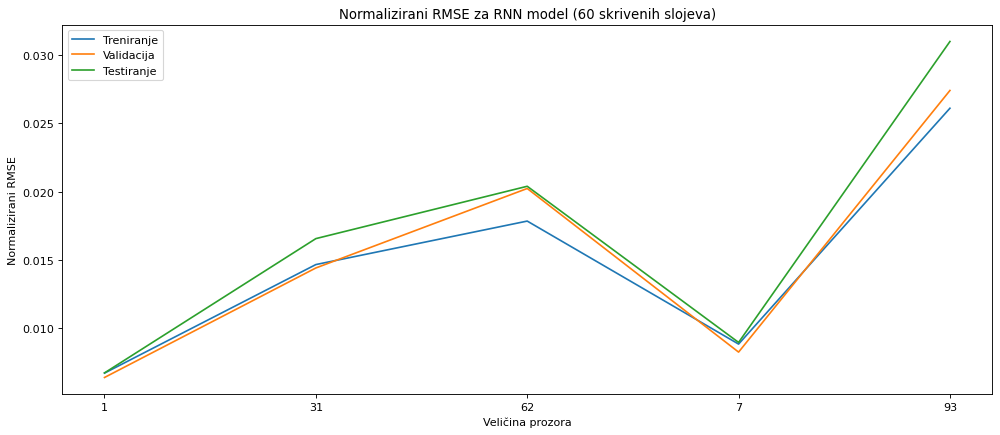 Normalizirani RMSE za RNN model (60 skrivenih slojeva)
Treniranje
Validacija
Testiranje
Normalizirani RMSE
0.030
0.025
0.020
0.015
0.010
1 31 62 7 93
Veličina prozora